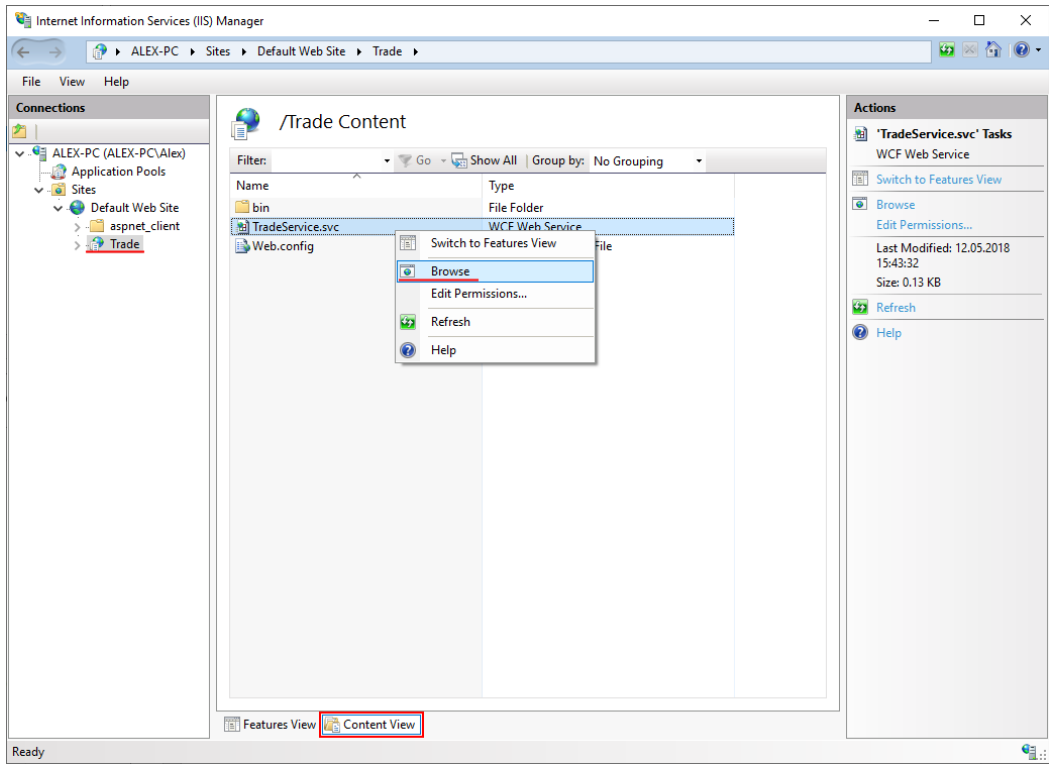 Internet Information Services (IIS) Manager
ALEX-PC Sites Default Web Site Trade
File View Help
Connections
ALEX-PC (ALEX-PC\Alex)
Application Pools
Sites
Default Web Site
aspnet_client
Trade
/Trade Content
Filter: Go Show All Group by: No Grouping
Name Type
bin File Folder
TradeService.svc WCF Web Service
Web.config File
Switch to Features View
Browse
Edit Permissions...
Refresh
Help
Features View Content View
Actions
'TradeService.svc' Tasks
WCF Web Service
Switch to Features View
Browse
Edit Permissions...
Last Modified: 12.05.2018
15:43:32
Size: 0.13 KB
Refresh
Help
Ready